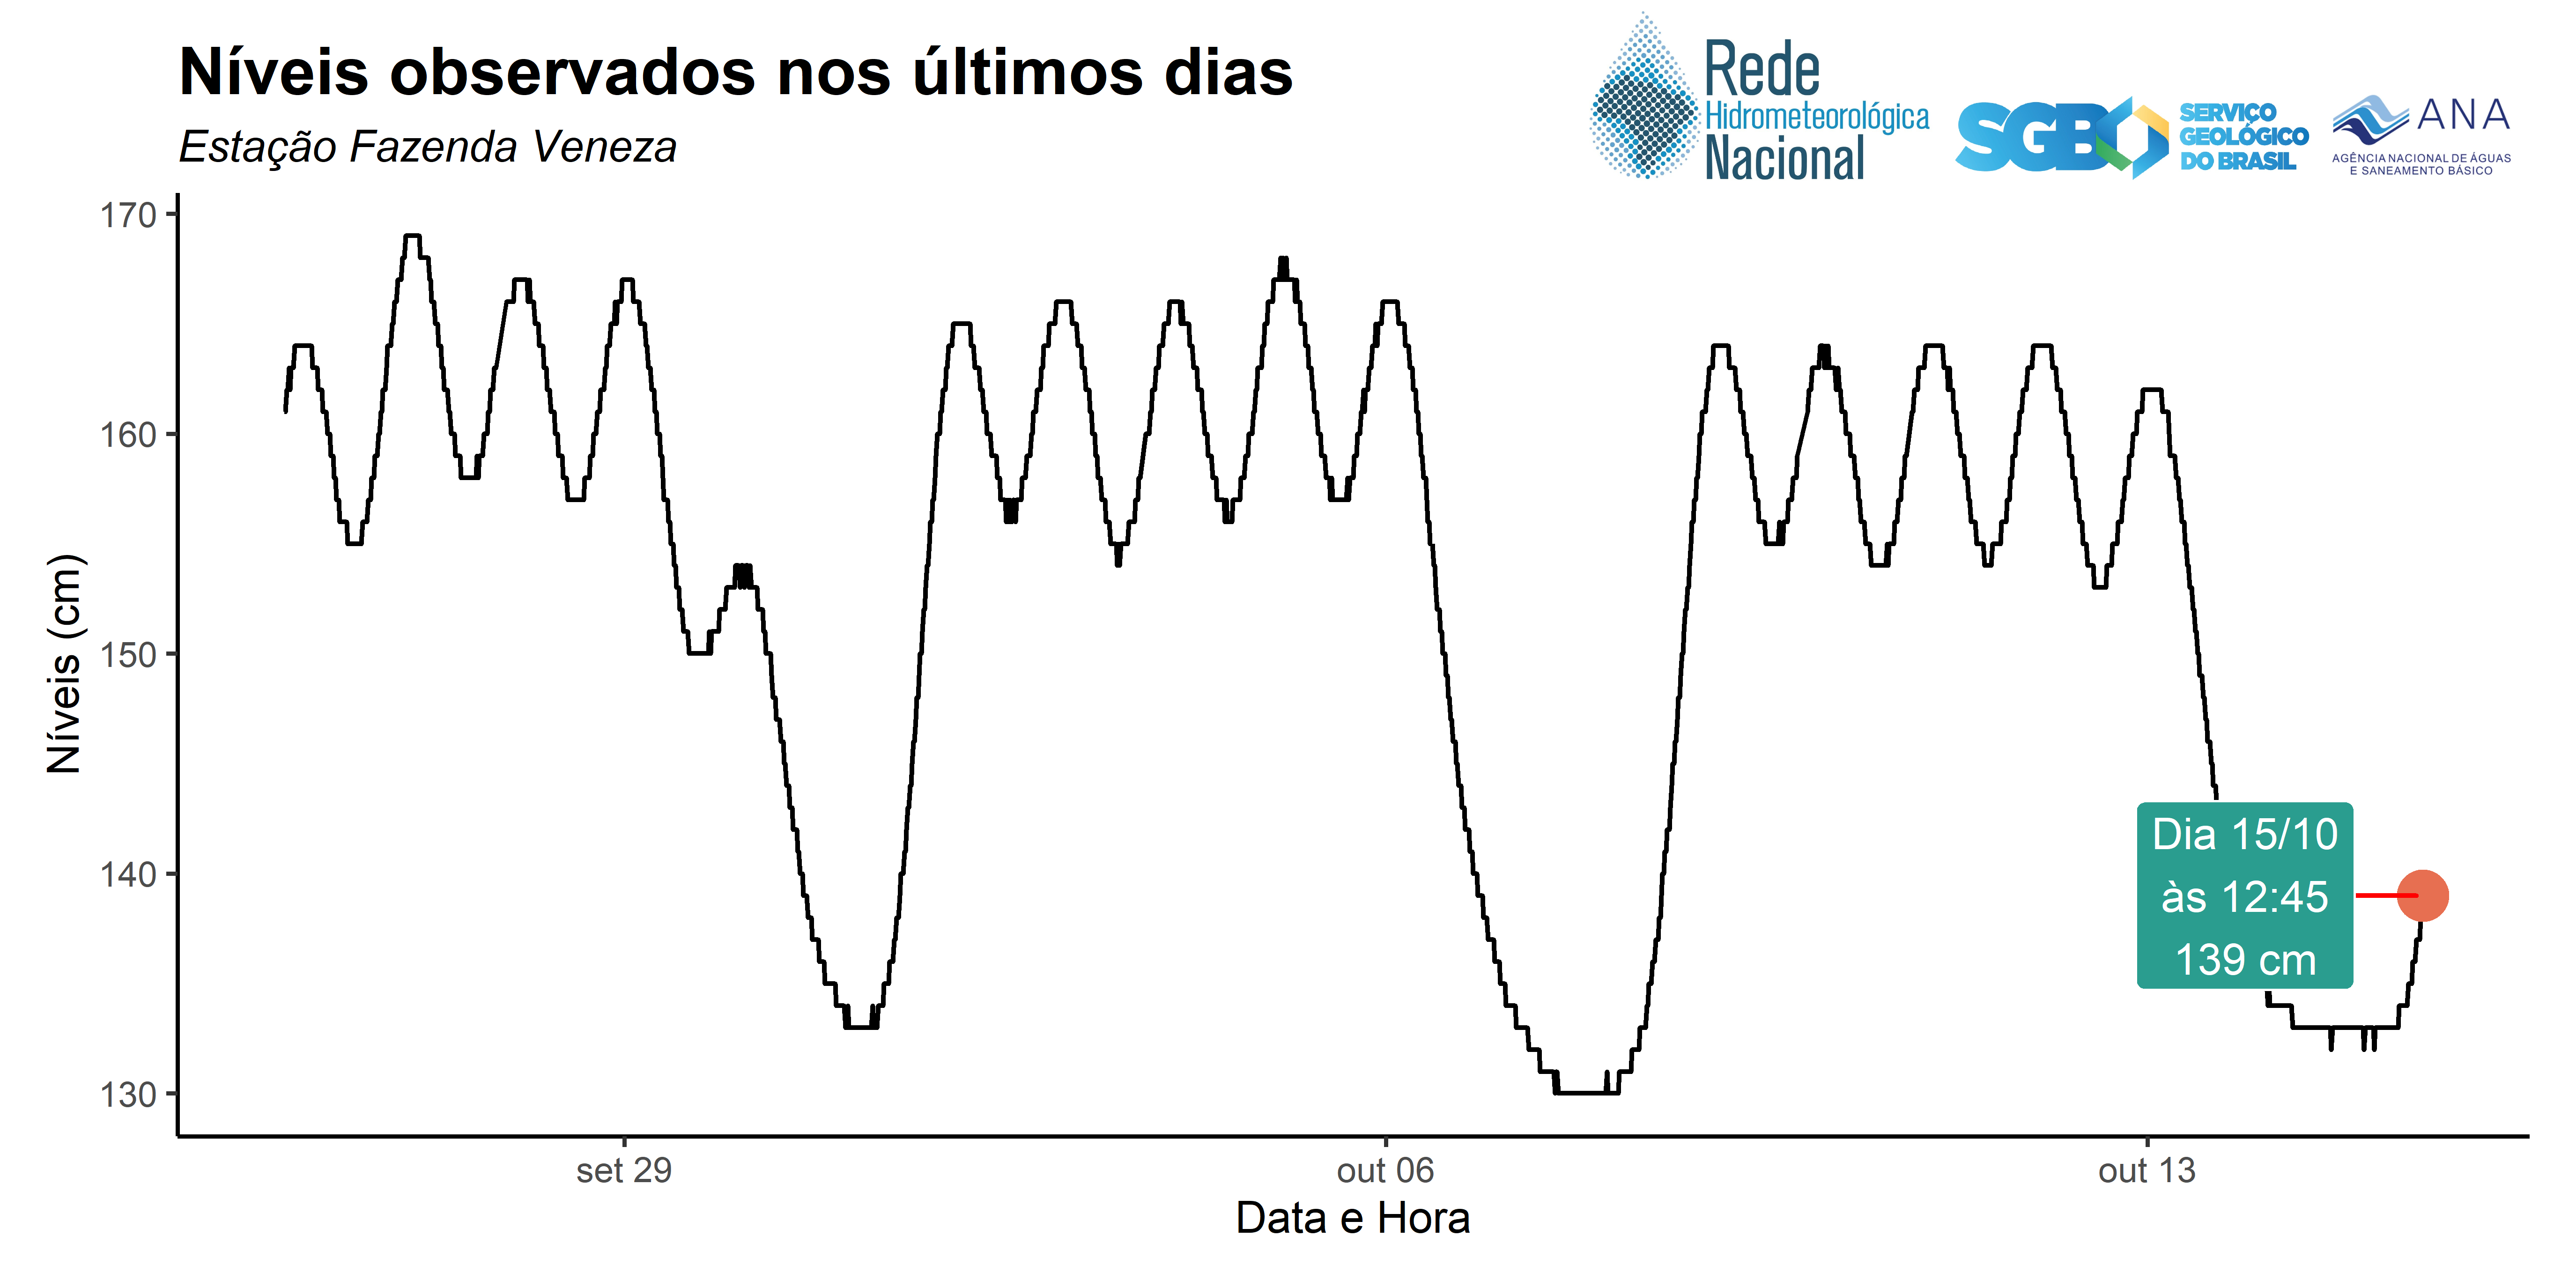 Níveis observados nos últimos dias
Estação Fazenda Veneza
Rede
Hidrometeorológica
Nacional
SGB
SERVIÇO
GEOLÓGICO
DO BRASIL
ANA
AGÊNCIA NACIONAL DE ÁGUAS
E SANEAMENTO BÁSICO
170
160
150
140
130
Níveis (cm)
Dia 15/10
às 12:45
139 cm
set 29
out 06
out 13
Data e Hora